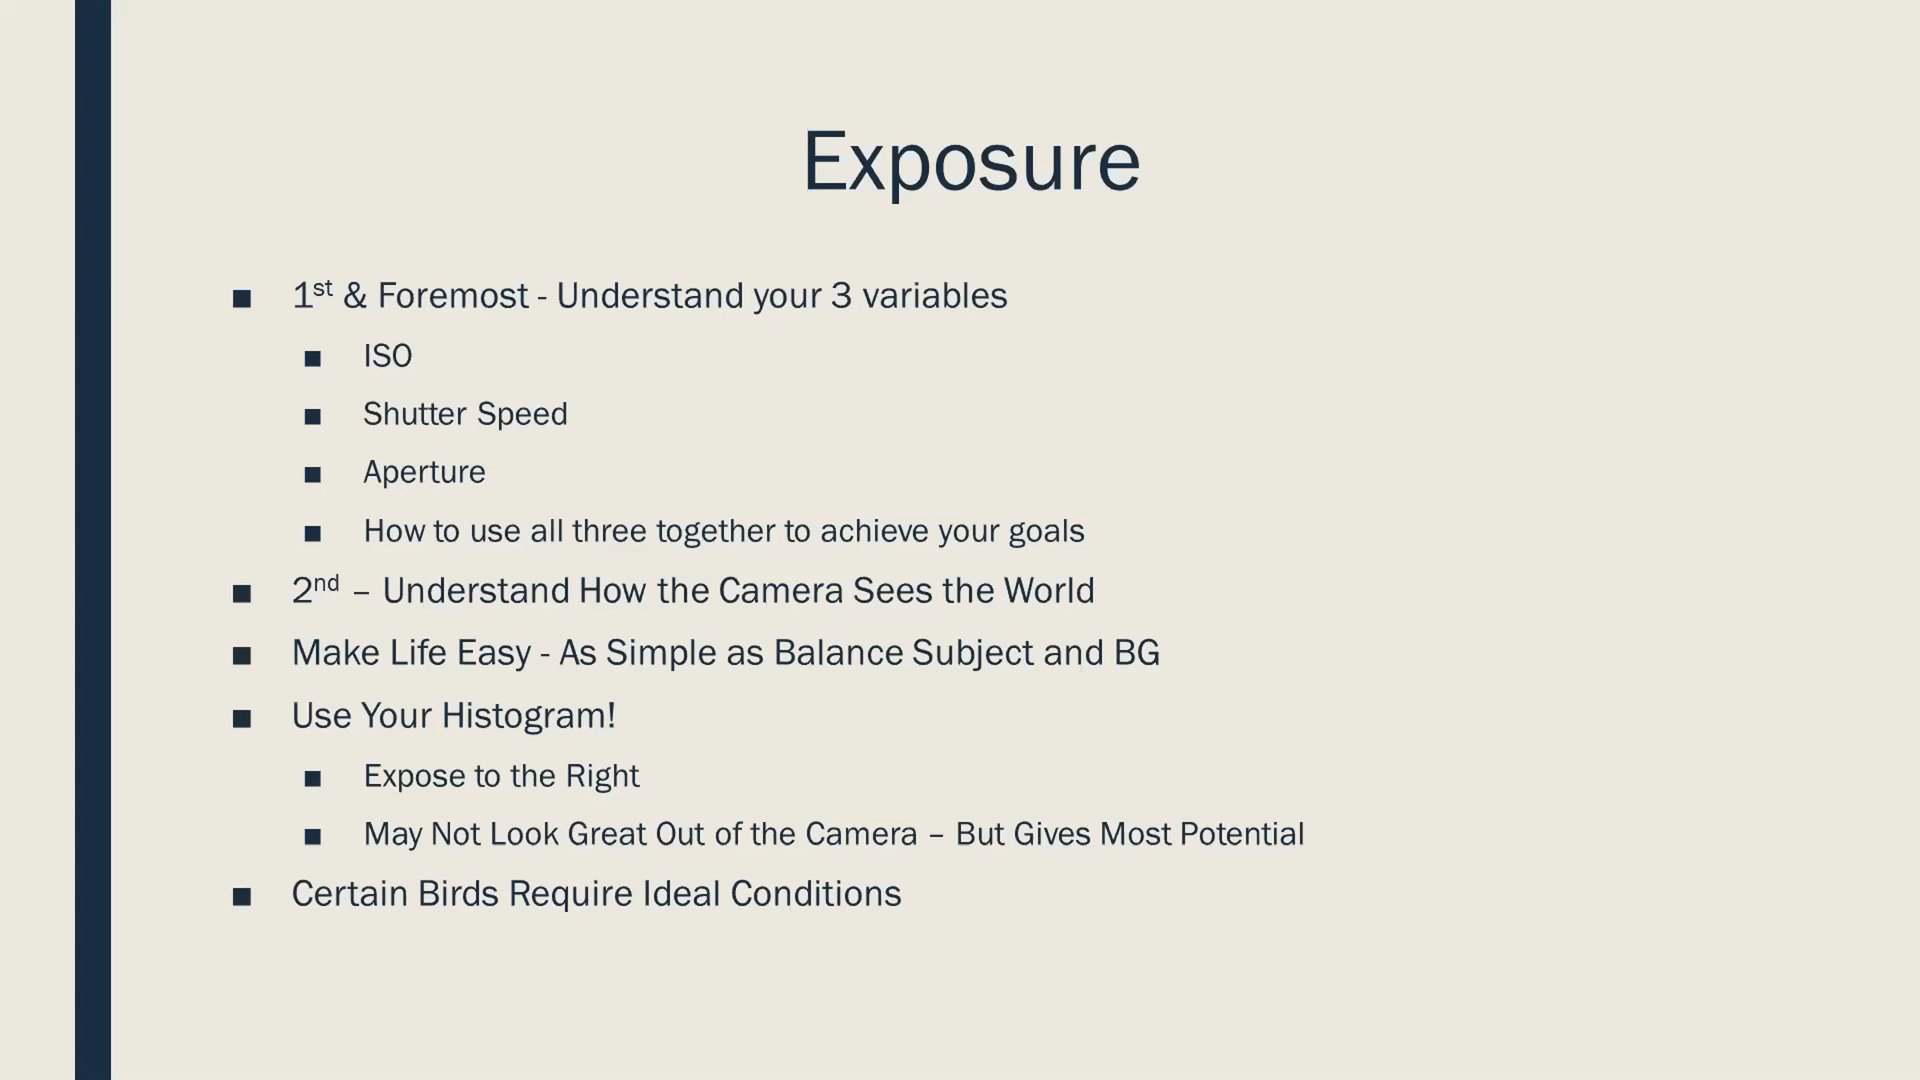 Exposure
■ 1st & Foremost - Understand your 3 variables
■ ISO
■ Shutter Speed
■ Aperture
■ How to use all three together to achieve your goals
■ 2nd – Understand How the Camera Sees the World
■ Make Life Easy - As Simple as Balance Subject and BG
■ Use Your Histogram!
■ Expose to the Right
■ May Not Look Great Out of the Camera – But Gives Most Potential
■ Certain Birds Require Ideal Conditions